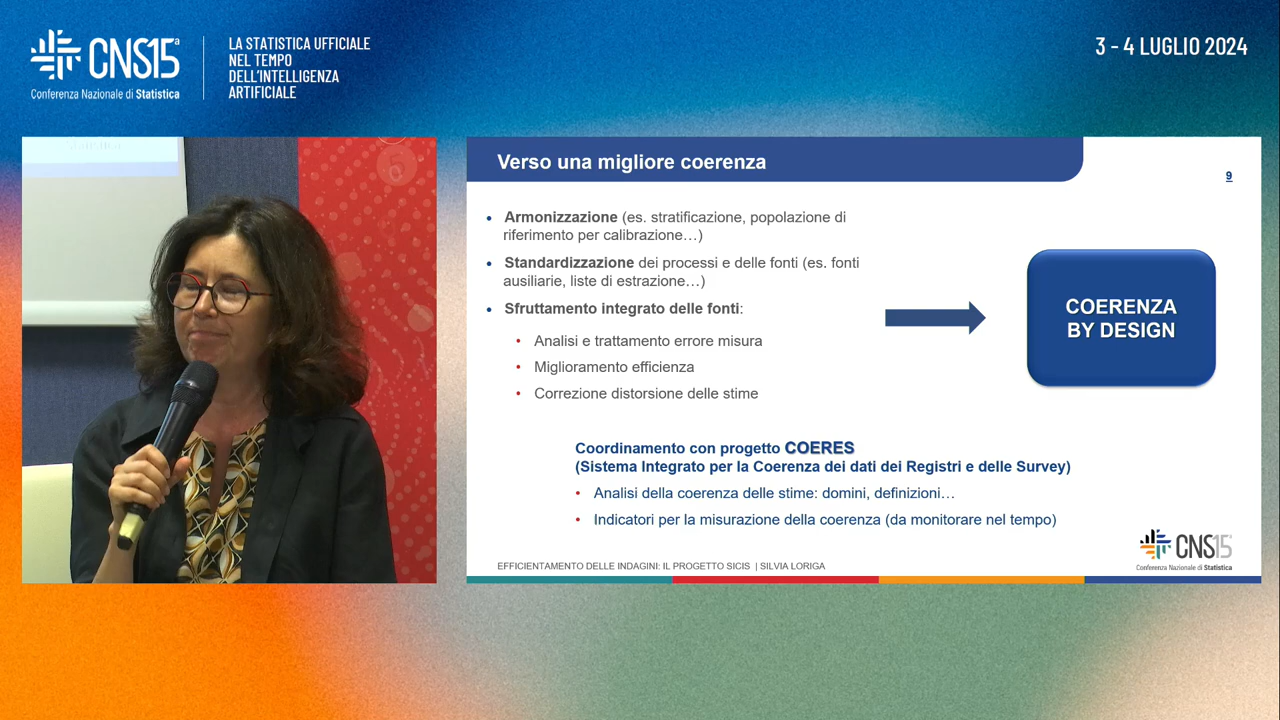 CNS15ª
Conferenza Nazionale di Statistica
LA STATISTICA UFFICIALE
NEL TEMPO
DELL'INTELLIGENZA
ARTIFICIALE
3 - 4 LUGLIO 2024
Verso una migliore coerenza
9
• Armonizzazione (es. stratificazione, popolazione di
riferimento per calibrazione…)
• Standardizzazione dei processi e delle fonti (es. fonti
ausiliarie, liste di estrazione…)
• Sfruttamento integrato delle fonti:
• Analisi e trattamento errore misura
• Miglioramento efficienza
• Correzione distorsione delle stime
COERENZA
BY DESIGN
Coordinamento con progetto COERES
(Sistema Integrato per la Coerenza dei dati dei Registri e delle Survey)
• Analisi della coerenza delle stime: domini, definizioni…
• Indicatori per la misurazione della coerenza (da monitorare nel tempo)
CNS15
Conferenza Nazionale di Statistica
EFFICIENTAMENTO DELLE INDAGINI: IL PROGETTO SICIS | SILVIA LORIGA